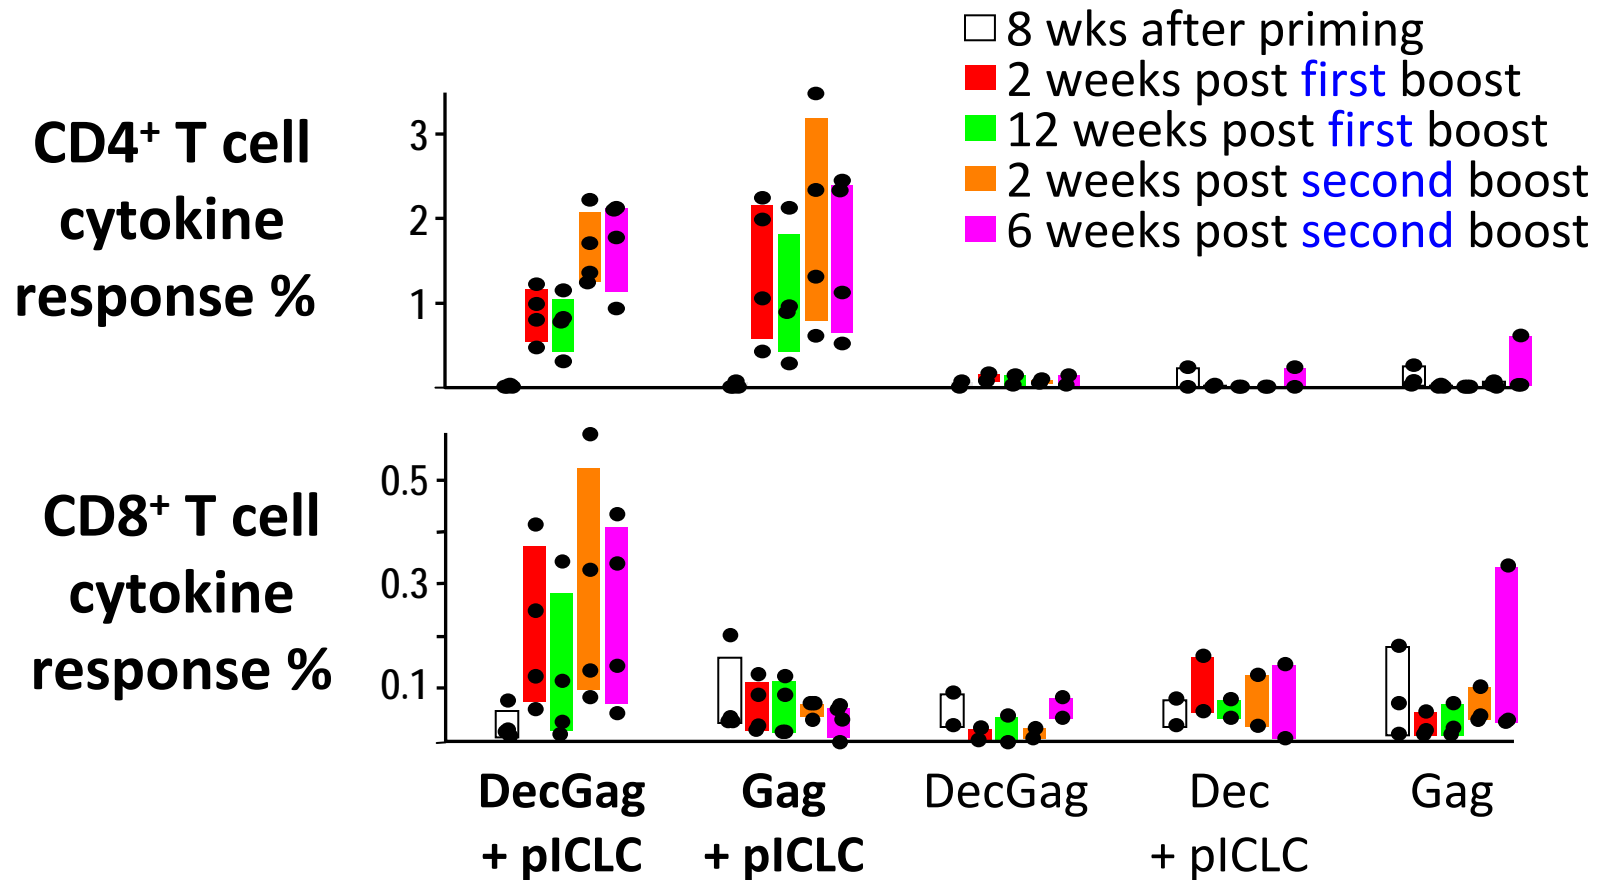 8 wks after priming
2 weeks post first boost
12 weeks post first boost
2 weeks post second boost
6 weeks post second boost
CD4⁺ T cell
cytokine
response %
3
2
1
CD8⁺ T cell
cytokine
response %
0.5
0.3
0.1
DecGag
+ pICLC
Gag
+ pICLC
DecGag
Dec
+ pICLC
Gag